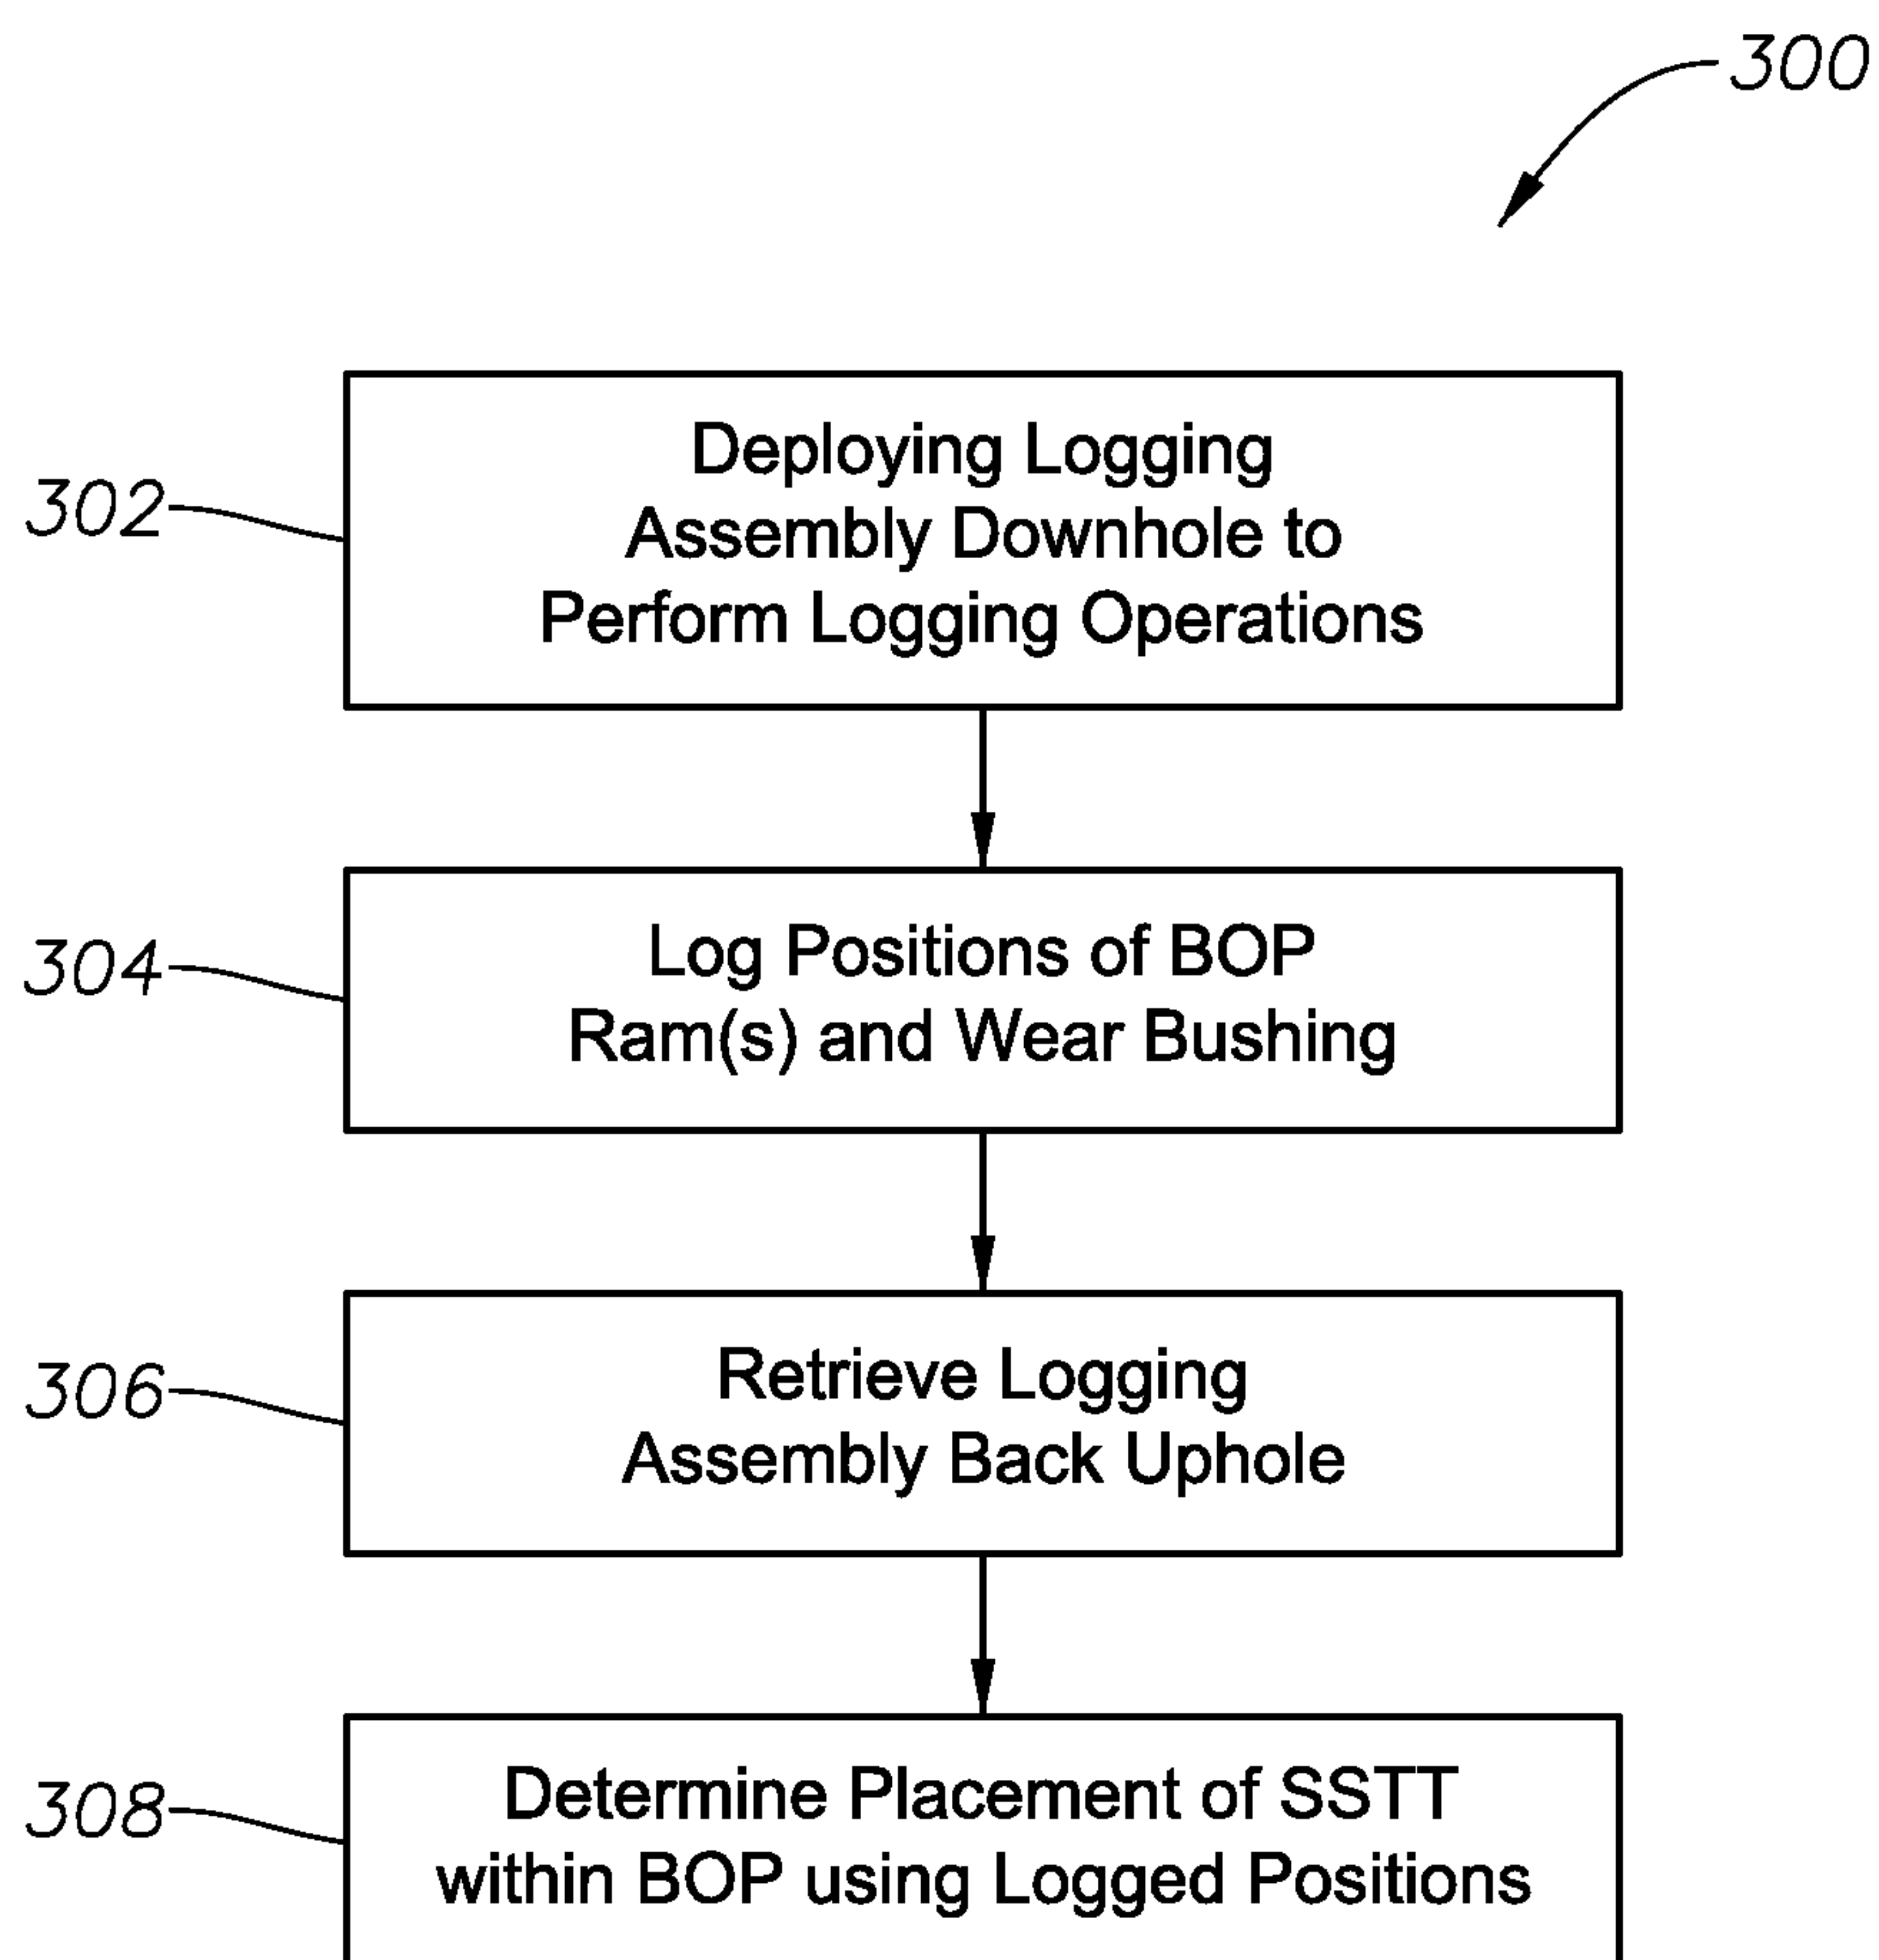 300
302
Deploying Logging
Assembly Downhole to
Perform Logging Operations
304
Log Positions of BOP
Ram(s) and Wear Bushing
306
Retrieve Logging
Assembly Back Uphole
308
Determine Placement of SSTT
within BOP using Logged Positions